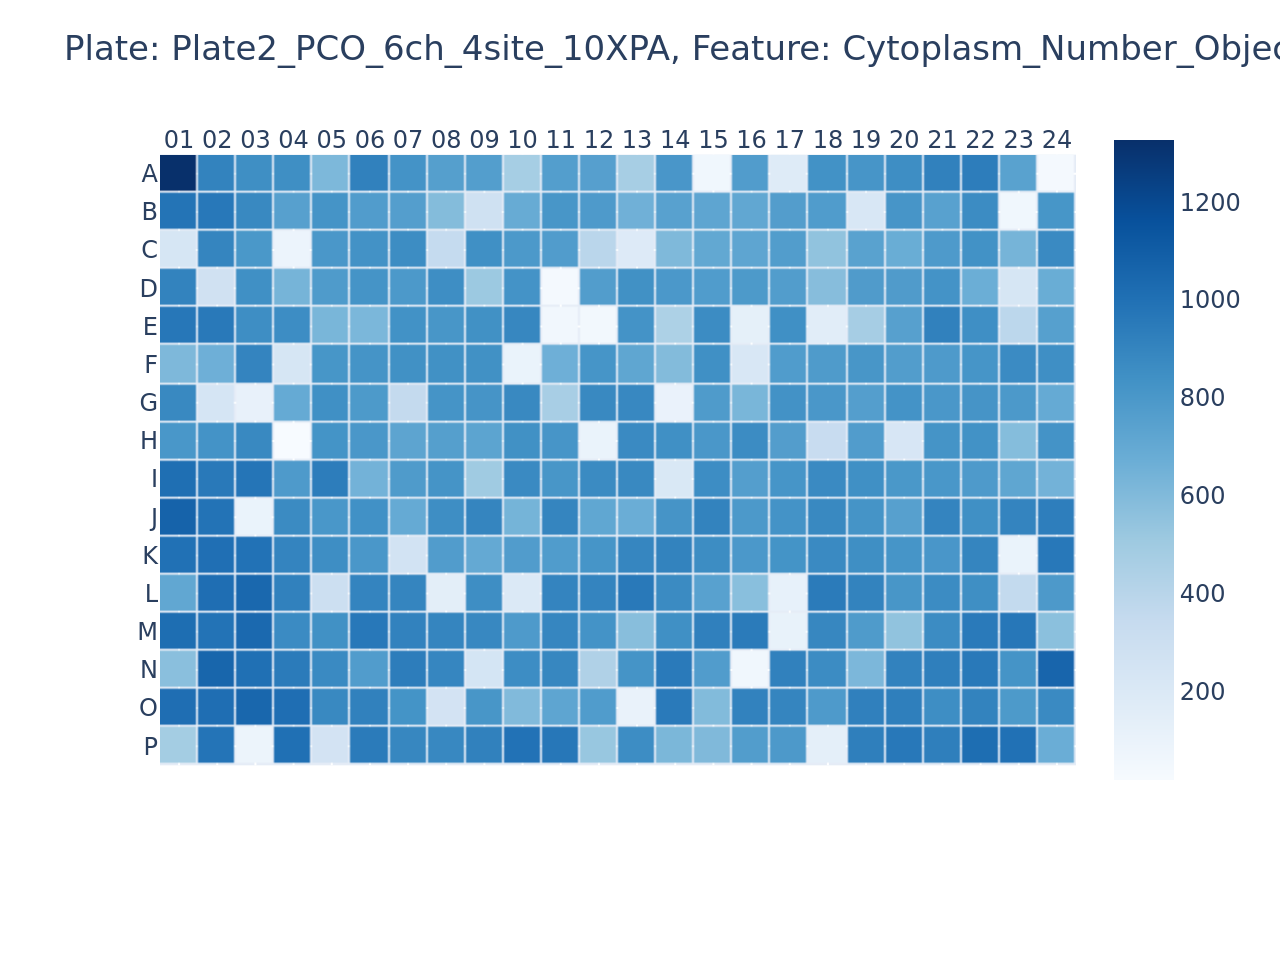 Plate: Plate2_PCO_6ch_4site_10XPA, Feature: Cytoplasm_Number_Objec
01 02 03 04 05 06 07 08 09 10 11 12 13 14 15 16 17 18 19 20 21 22 23 24
A
B
C
D
E
F
G
H
I
J
K
L
M
N
O
P
1200
1000
800
600
400
200